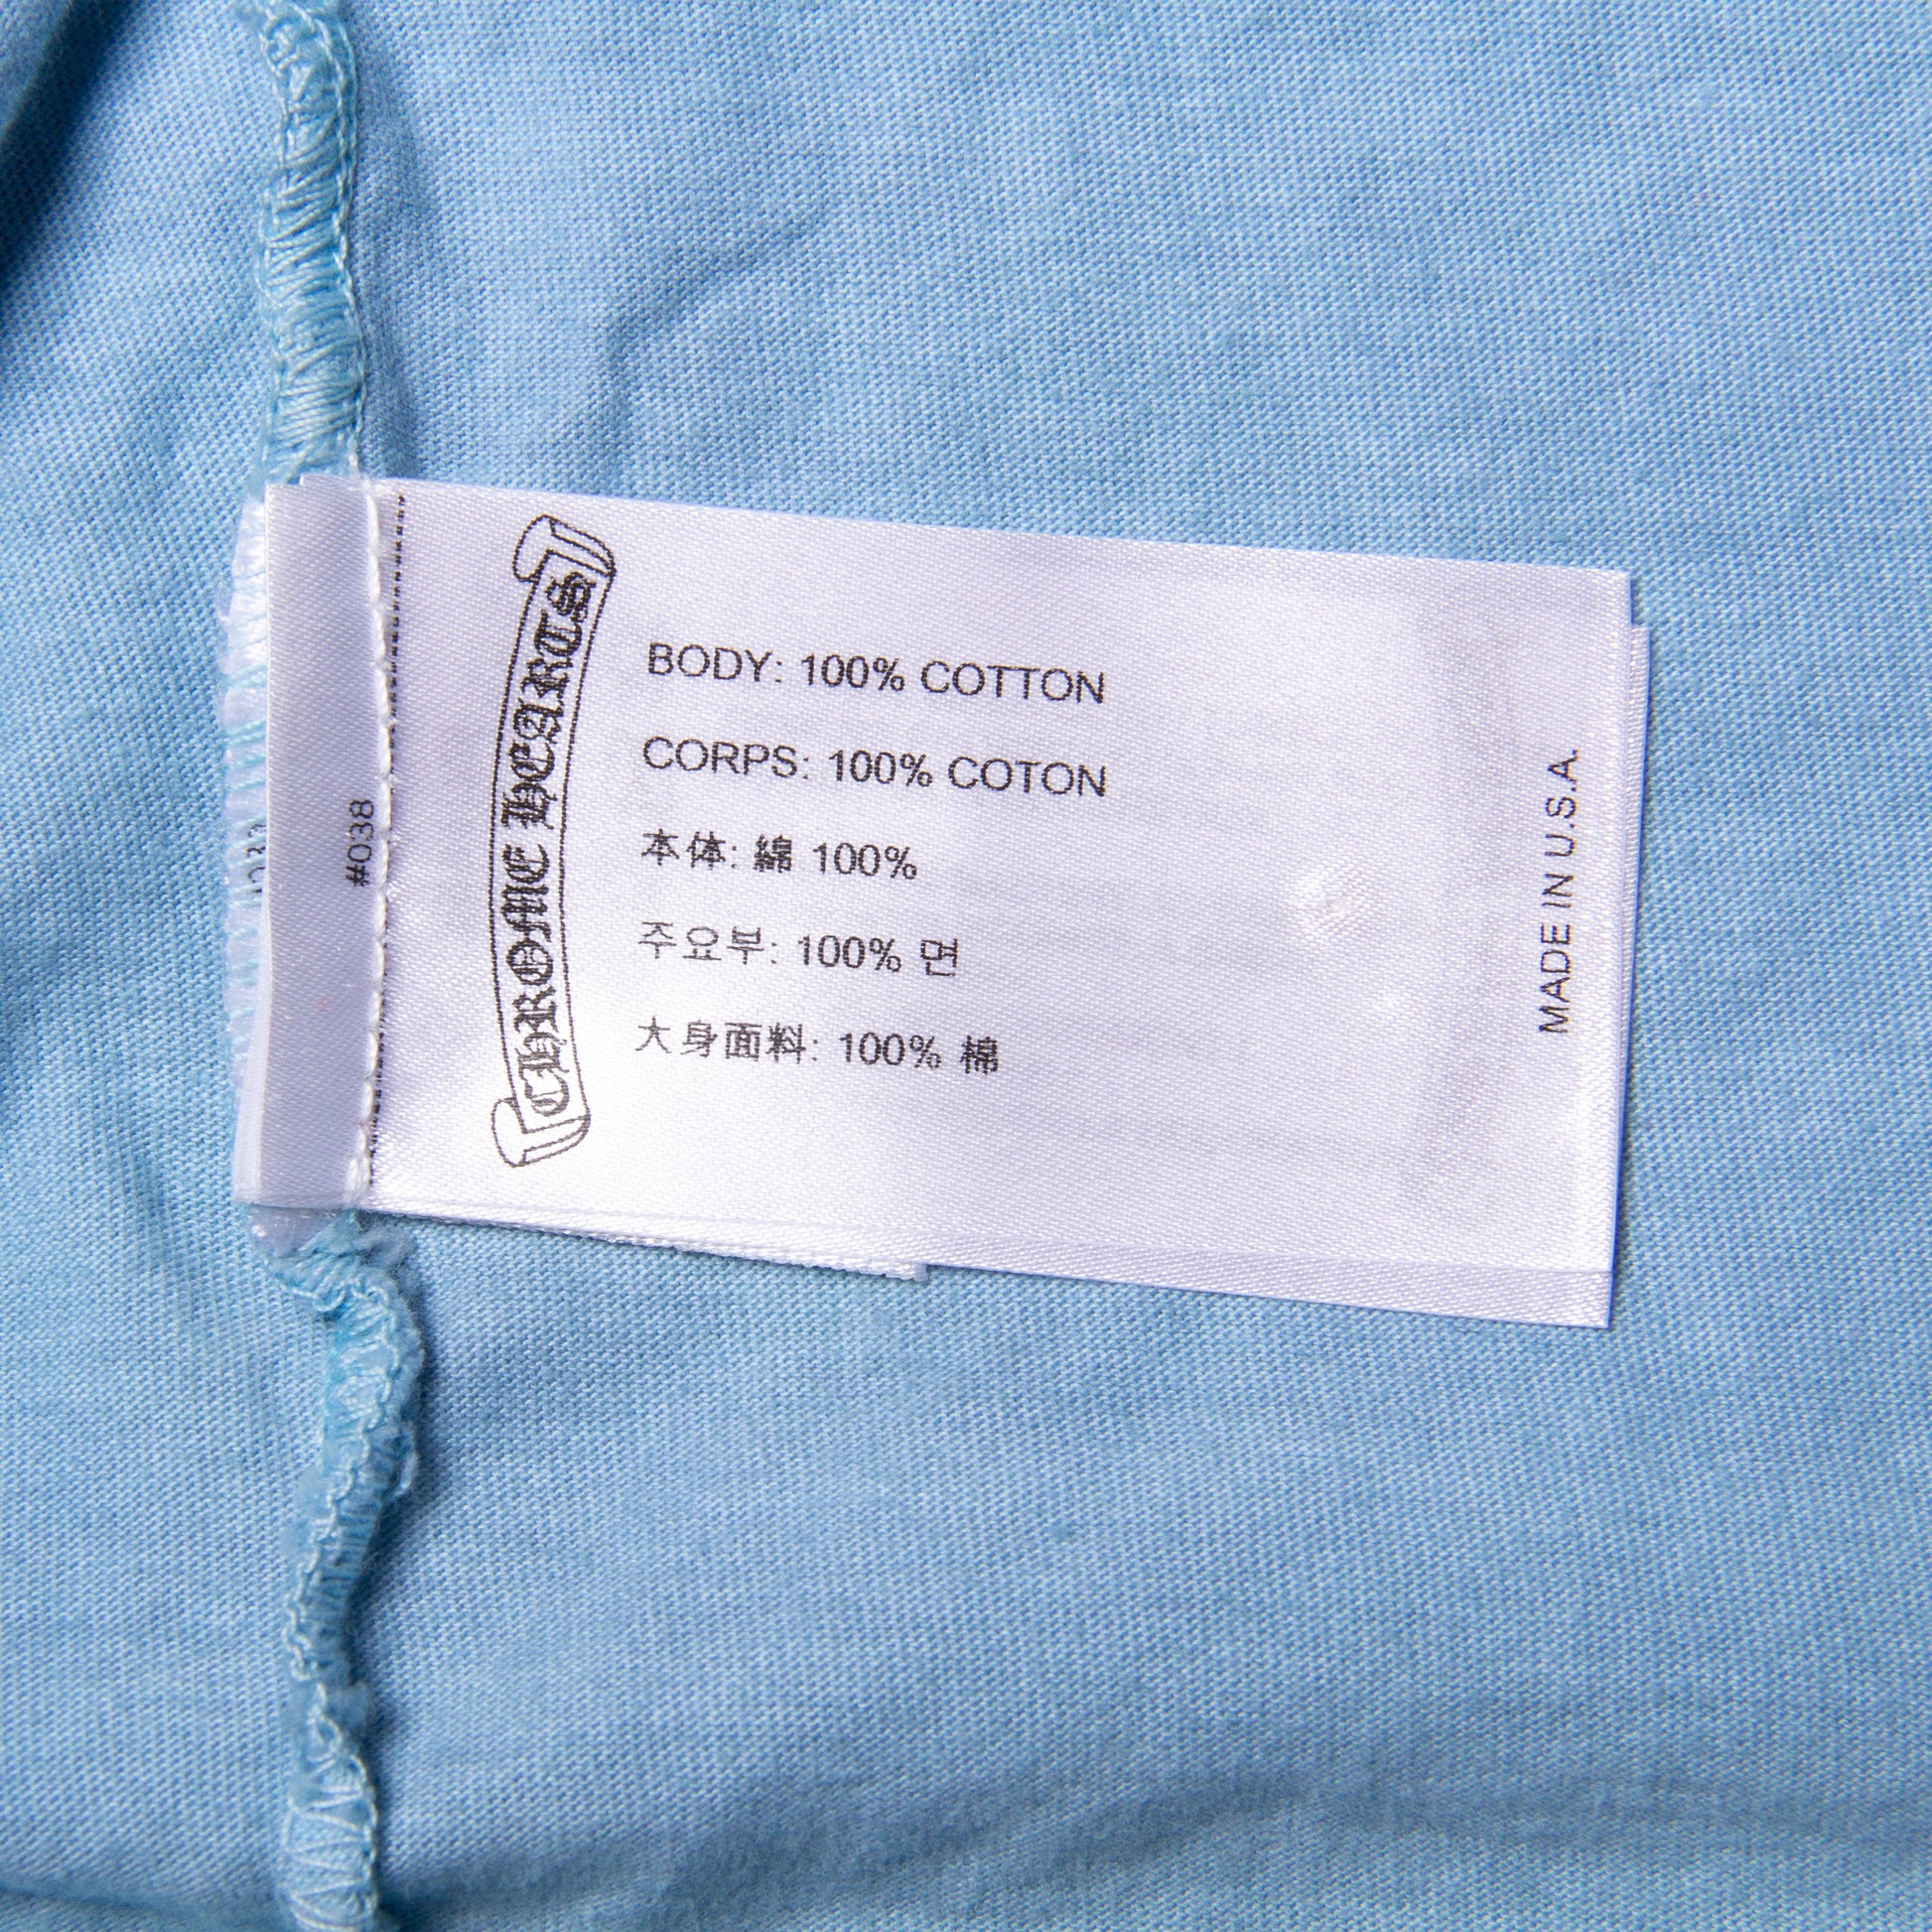 #038
CHROME HEARTS
BODY: 100% COTTON
CORPS: 100% COTON
本体: 綿 100%
주요부: 100% 면
大身面料: 100% 棉
MADE IN U.S.A.